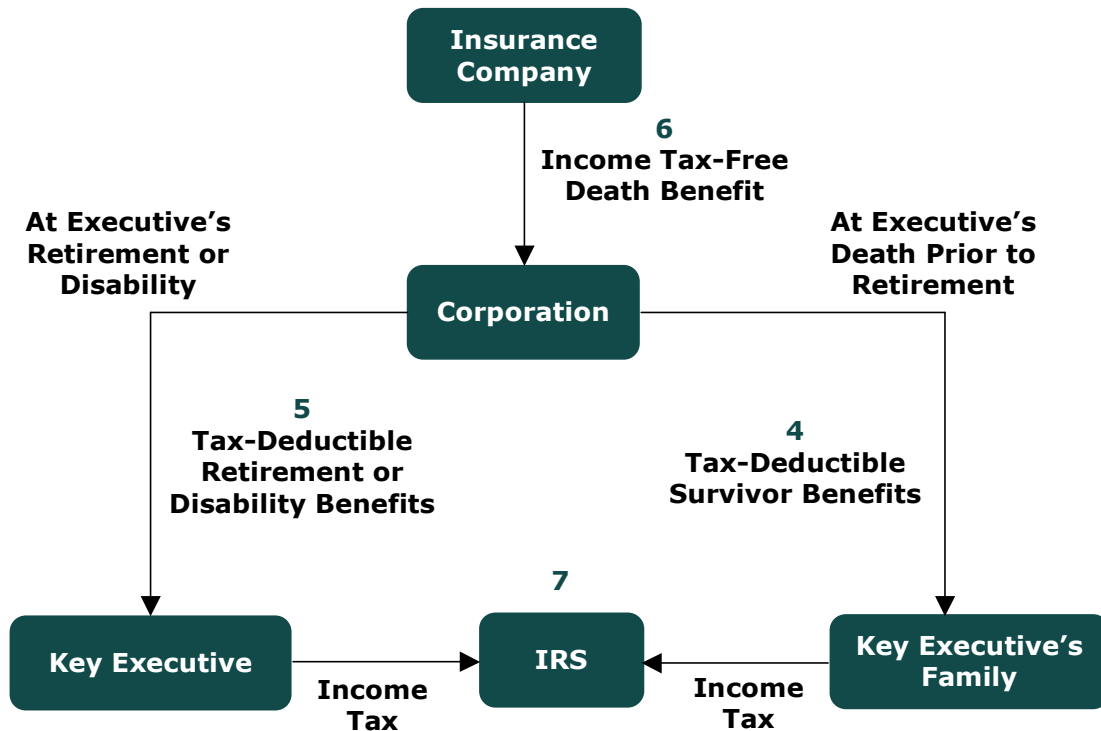 Insurance
Company
6
Income Tax-Free
Death Benefit
At Executive’s
Retirement or
Disability
At Executive’s
Death Prior to
Retirement
Corporation
5
Tax-Deductible
Retirement or
Disability Benefits
4
Tax-Deductible
Survivor Benefits
7
Key Executive
IRS
Key Executive’s
Family
Income
Tax
Income
Tax